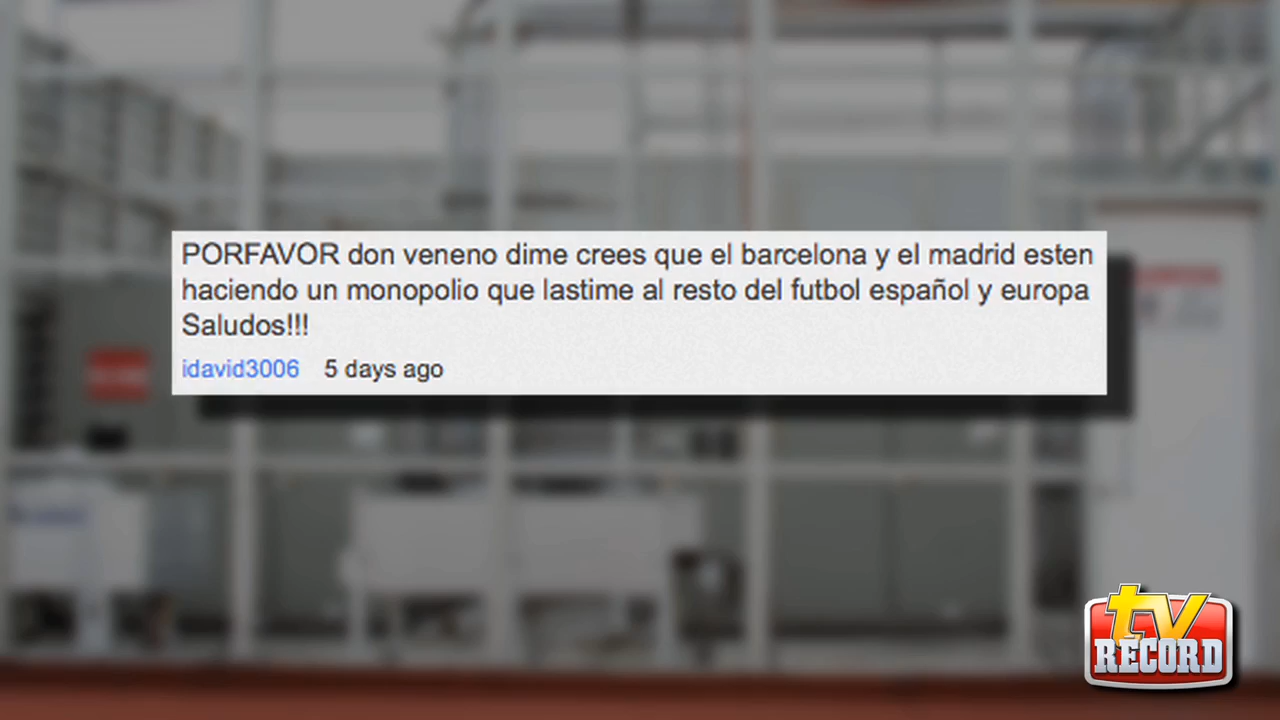 PORFAVOR don veneno dime crees que el barcelona y el madrid esten
haciendo un monopolio que lastime al resto del futbol español y europa
Saludos!!!
idavid3006 5 days ago
tv
RECORD